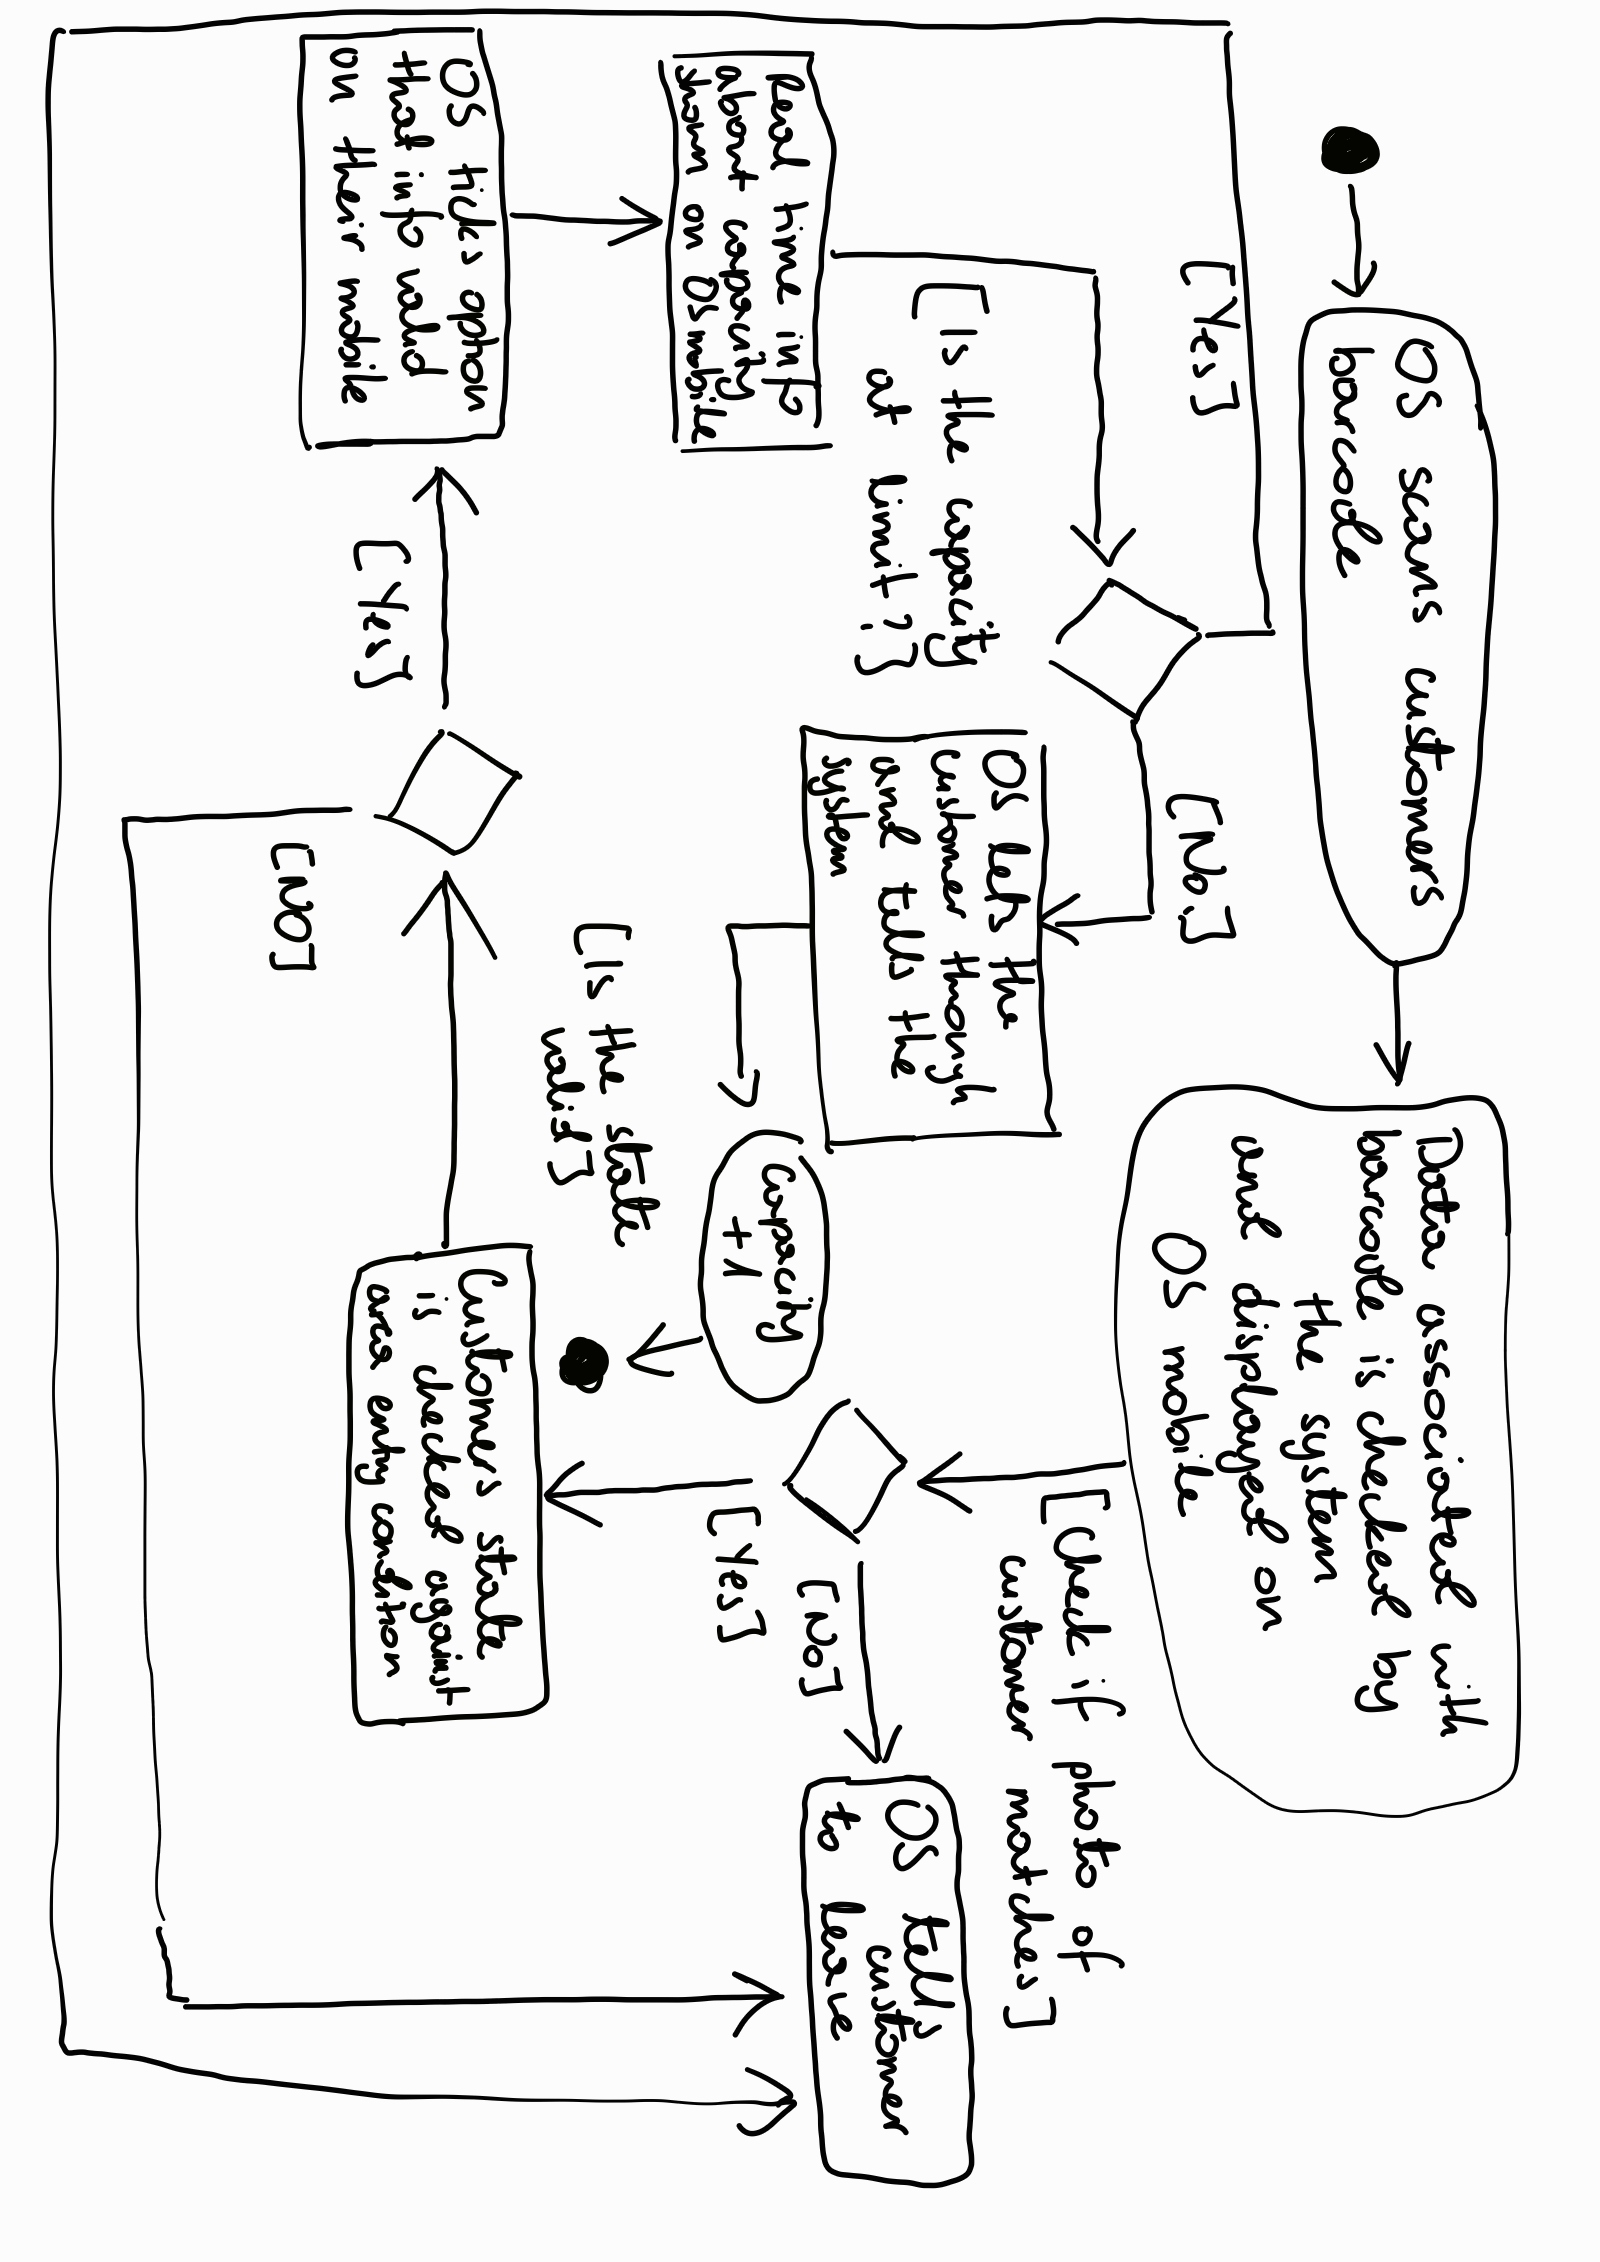 OS scans customers
barcode
Data associated with
barcode is checked by
the system
and displayed on
OS mobile
[Yes]
[No.]
[Is the capacity
at limit?]
[Check if photo of
customer matches]
OS lets the
customer through
and tells the
system
Real time info
about capacity
shown on OS mobile
Capacity
+1
[No]
[Yes]
OS tells
customer
to leave
[Is the state
valid]
OS ticks option
that info valid
on their mobile
[Yes]
Customers state
is checked against
area entry condition
[NO]